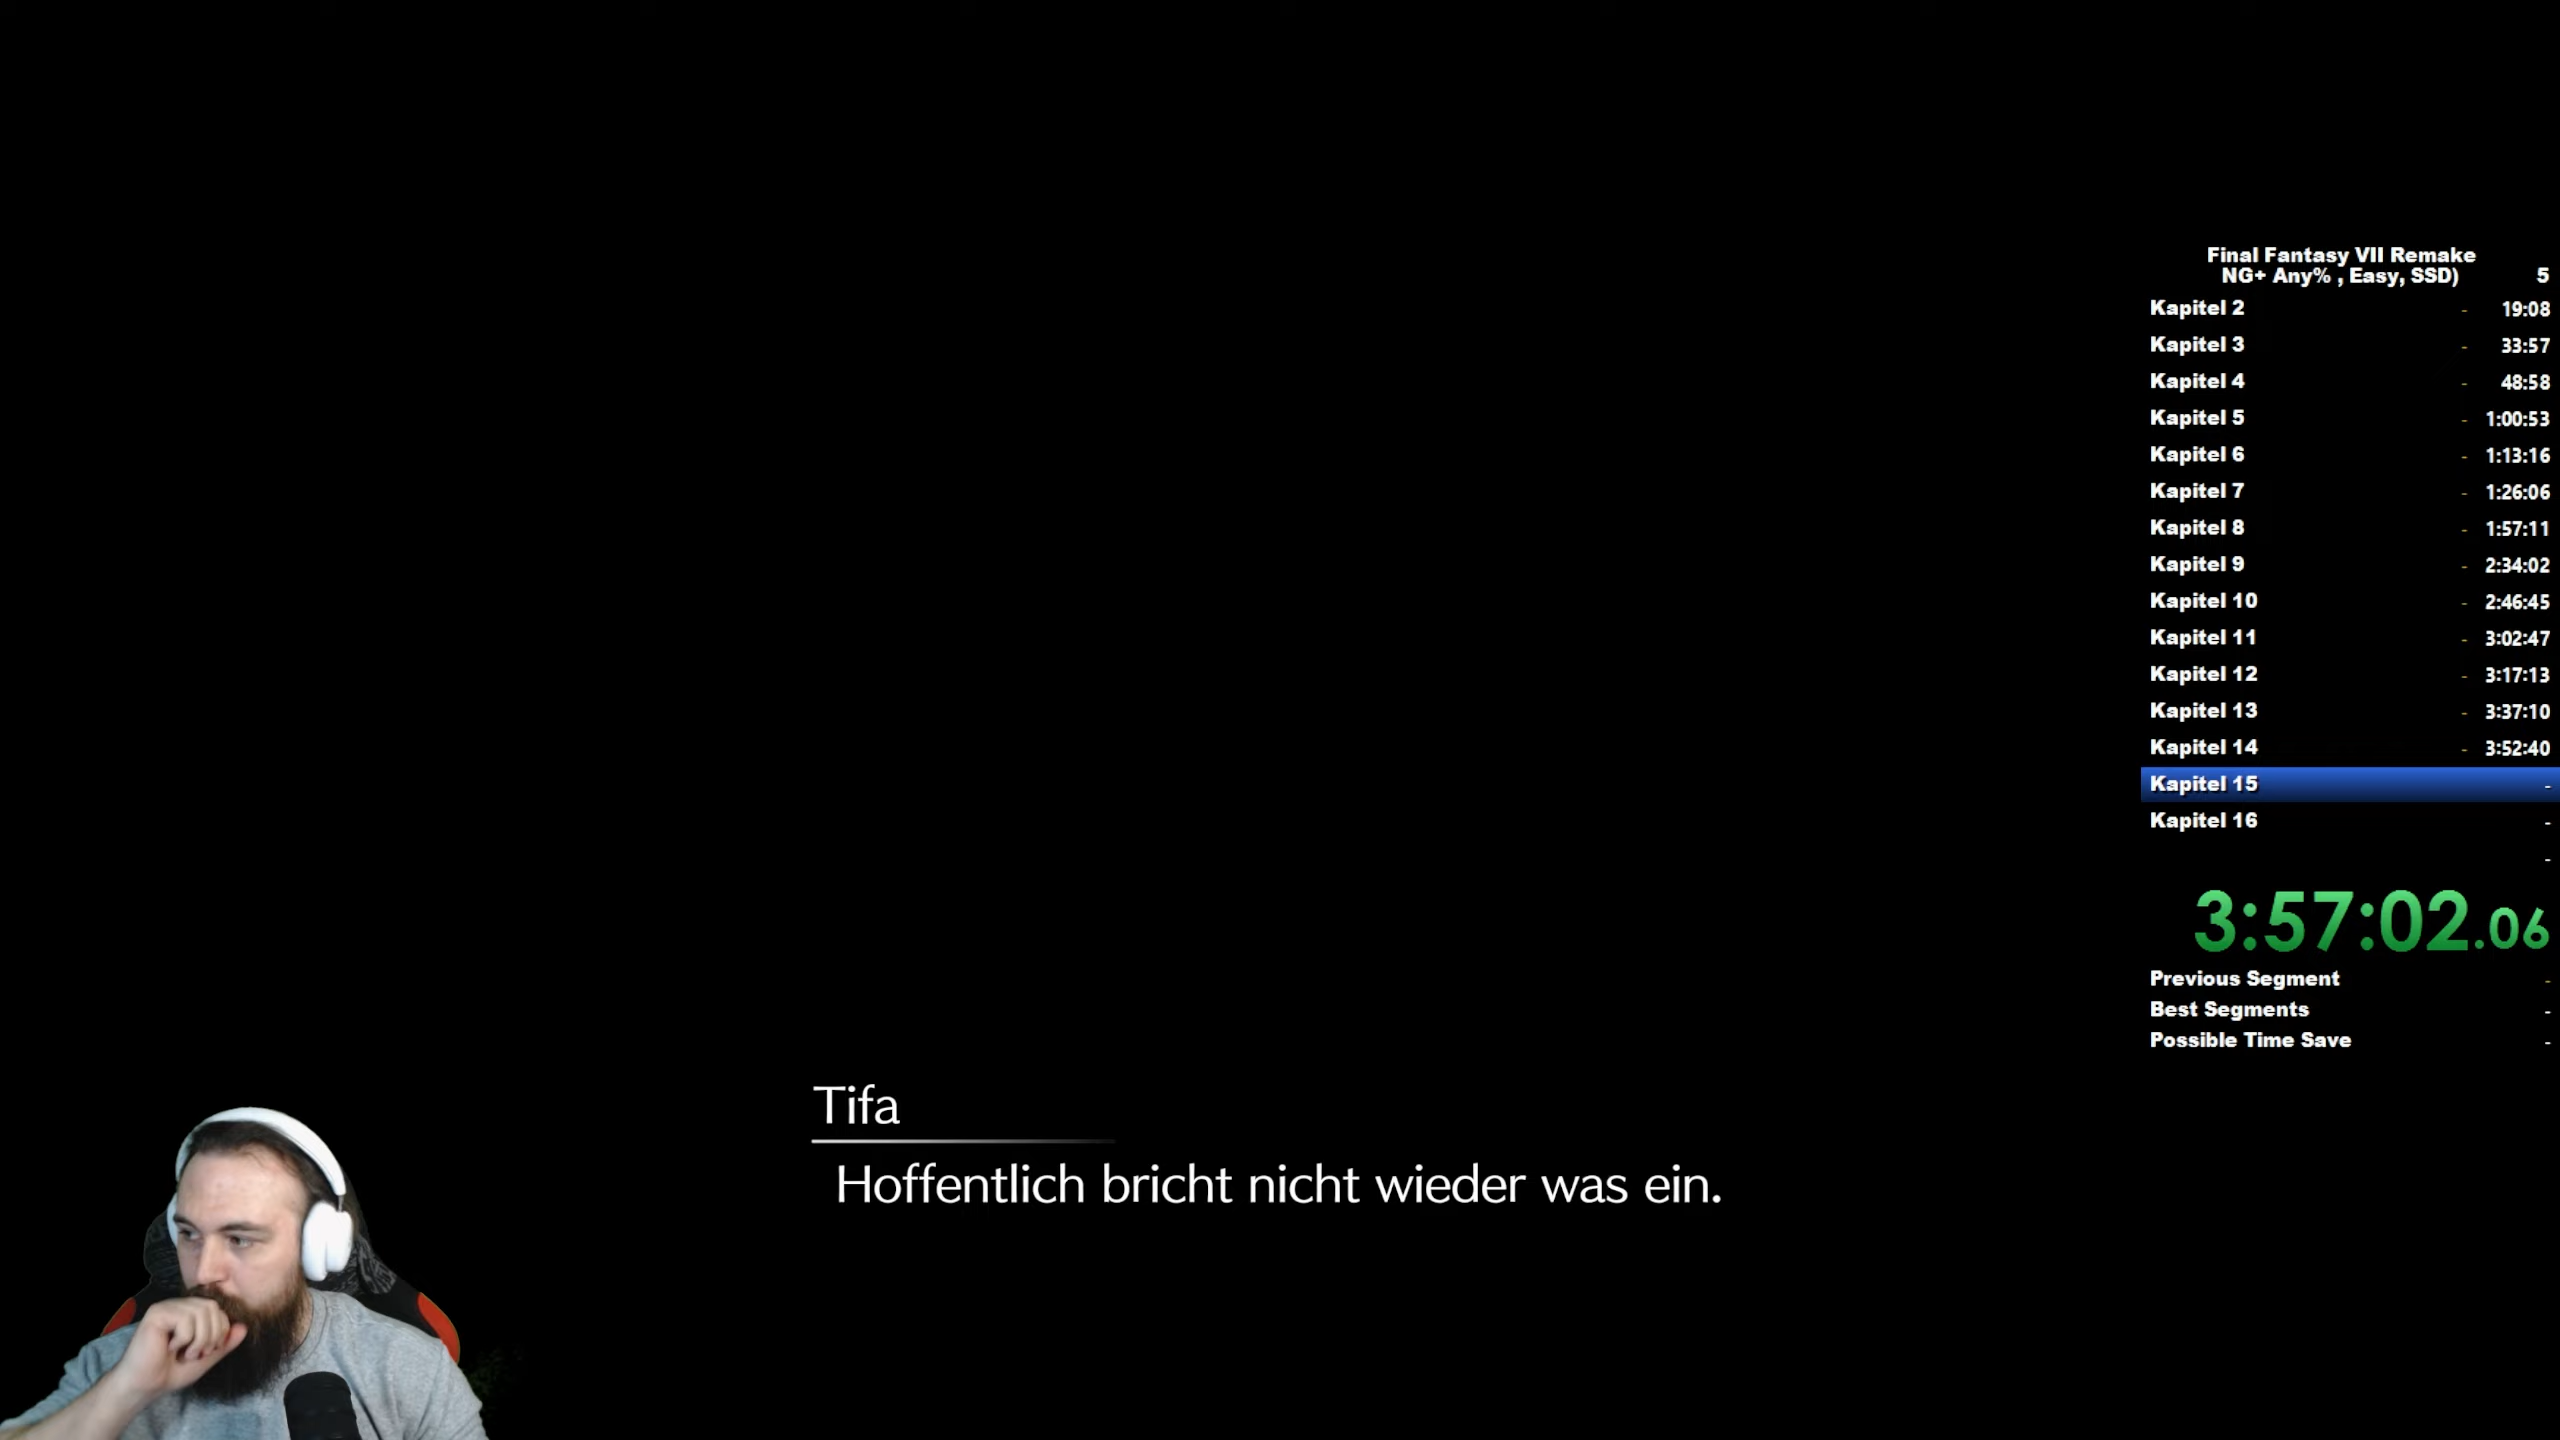 Final Fantasy VII Remake
NG+ Any% , Easy, SSD) 5
Kapitel 2 - 19:08
Kapitel 3 - 33:57
Kapitel 4 - 48:58
Kapitel 5 - 1:00:53
Kapitel 6 - 1:13:16
Kapitel 7 - 1:26:06
Kapitel 8 - 1:57:11
Kapitel 9 - 2:34:02
Kapitel 10 - 2:46:45
Kapitel 11 - 3:02:47
Kapitel 12 - 3:17:13
Kapitel 13 - 3:37:10
Kapitel 14 - 3:52:40
Kapitel 15 -
Kapitel 16 -
-
3:57:02.06
Previous Segment -
Best Segments -
Possible Time Save -
Tifa
Hoffentlich bricht nicht wieder was ein.